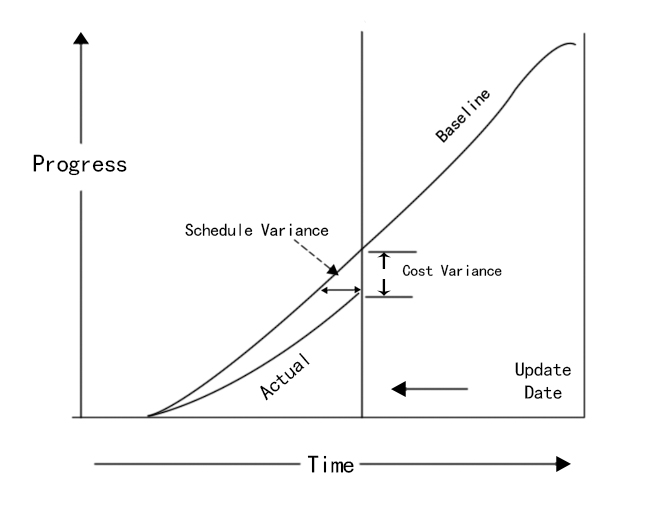 Baseline
Progress
Schedule Variance
Cost Variance
Actual
Update
Date
Time